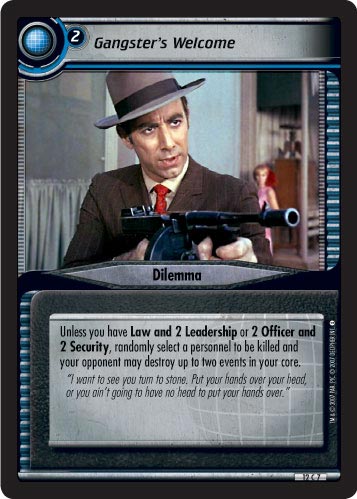 2
Gangster's Welcome
Dilemma
Unless you have Law and 2 Leadership or 2 Officer and
2 Security, randomly select a personnel to be killed and
your opponent may destroy up to two events in your core.
"I want to see you turn to stone. Put your hands over your head,
or you ain't going to have no head to put your hands over."
12 C 7